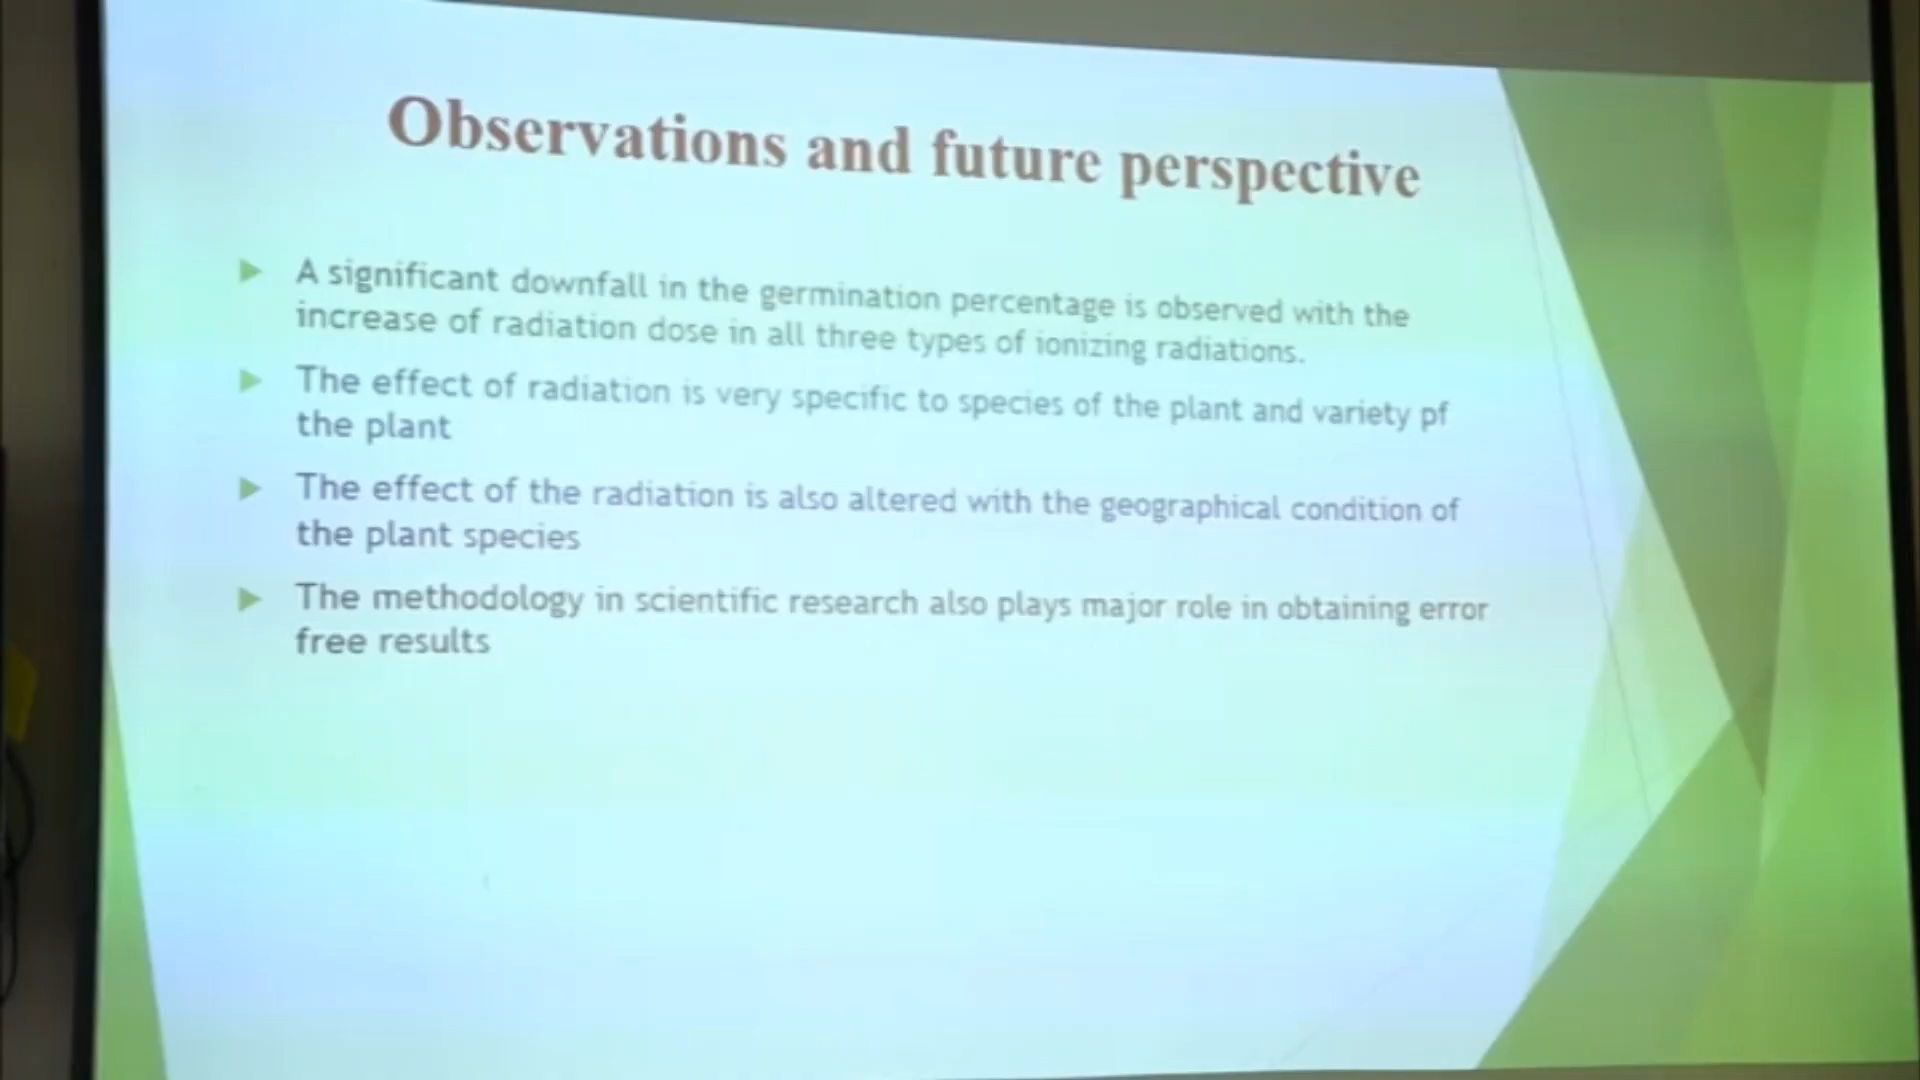 Observations and future perspective
A significant downfall in the germination percentage is observed with the
increase of radiation dose in all three types of ionizing radiations.
The effect of radiation is very specific to species of the plant and variety pf
the plant
The effect of the radiation is also altered with the geographical condition of
the plant species
The methodology in scientific research also plays major role in obtaining error
free results